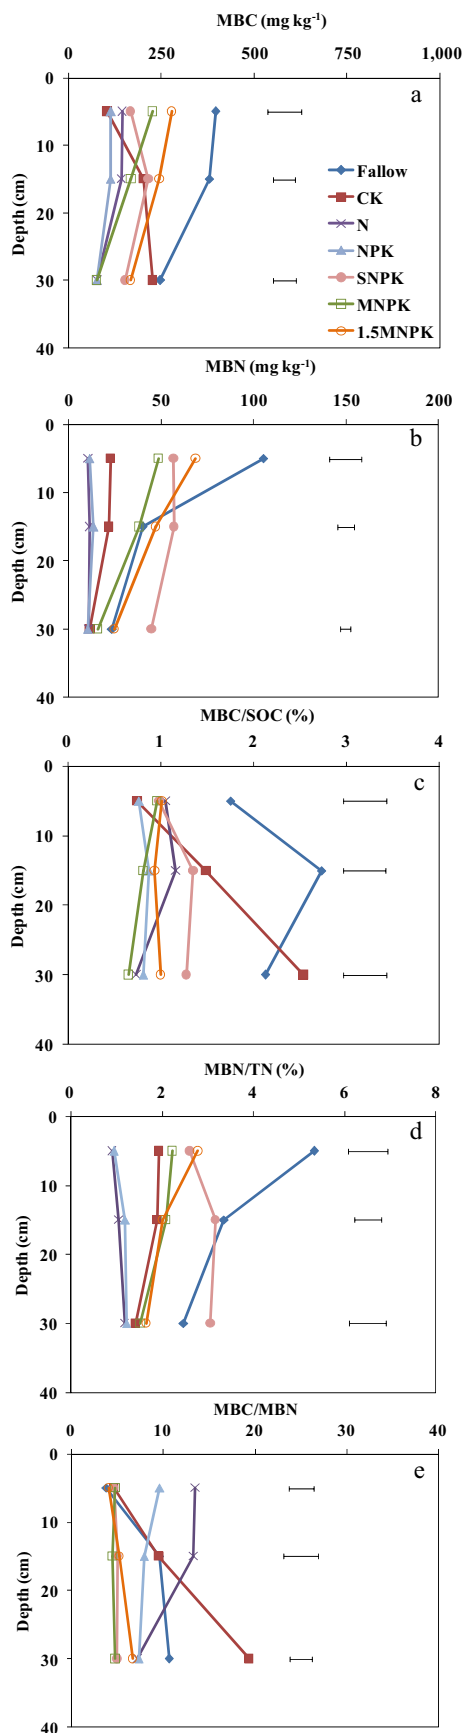 MBC (mg kg⁻¹)
0 250 500 750 1,000
0
10
20
30
40
Depth (cm)
a
Fallow
CK
N
NPK
SNPK
MNPK
1.5MNPK
MBN (mg kg⁻¹)
0 50 100 150 200
0
10
20
30
40
Depth (cm)
b
MBC/SOC (%)
0 1 2 3 4
0
10
20
30
40
Depth (cm)
c
MBN/TN (%)
0 2 4 6 8
0
10
20
30
40
Depth (cm)
d
MBC/MBN
0 10 20 30 40
0
10
20
30
40
Depth (cm)
e